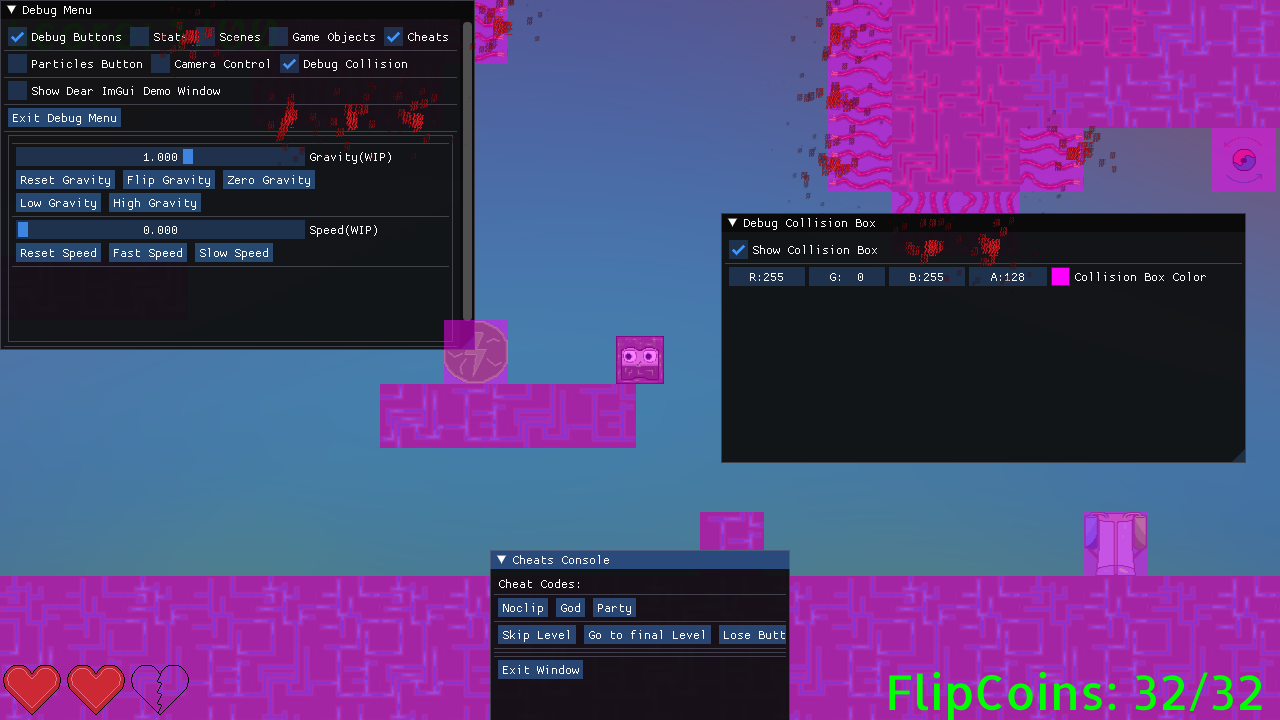 Debug Menu
Debug Buttons Stats Scenes Game Objects Cheats
Particles Button Camera Control Debug Collision
Show Dear ImGui Demo Window
Exit Debug Menu
1.000 Gravity(WIP)
Reset Gravity Flip Gravity Zero Gravity
Low Gravity High Gravity
0.000 Speed(WIP)
Reset Speed Fast Speed Slow Speed
Debug Collision Box
Show Collision Box
R:255 G: 0 B:255 A:128 Collision Box Color
Cheats Console
Cheat Codes:
Noclip God Party
Skip Level Go to final Level Lose Butt
Exit Window
FlipCoins: 32/32